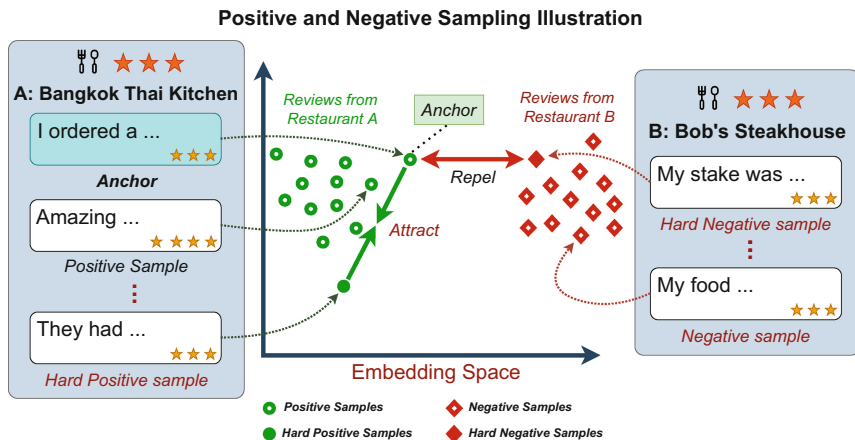 Positive and Negative Sampling Illustration
A: Bangkok Thai Kitchen
I ordered a ...
Anchor
Amazing ...
Positive Sample
They had ...
Hard Positive sample
Reviews from
Restaurant A
Anchor
Reviews from
Restaurant B
Repel
Attract
Embedding Space
B: Bob's Steakhouse
My stake was ...
Hard Negative sample
My food ...
Negative sample
Positive Samples
Negative Samples
Hard Positive Samples
Hard Negative Samples